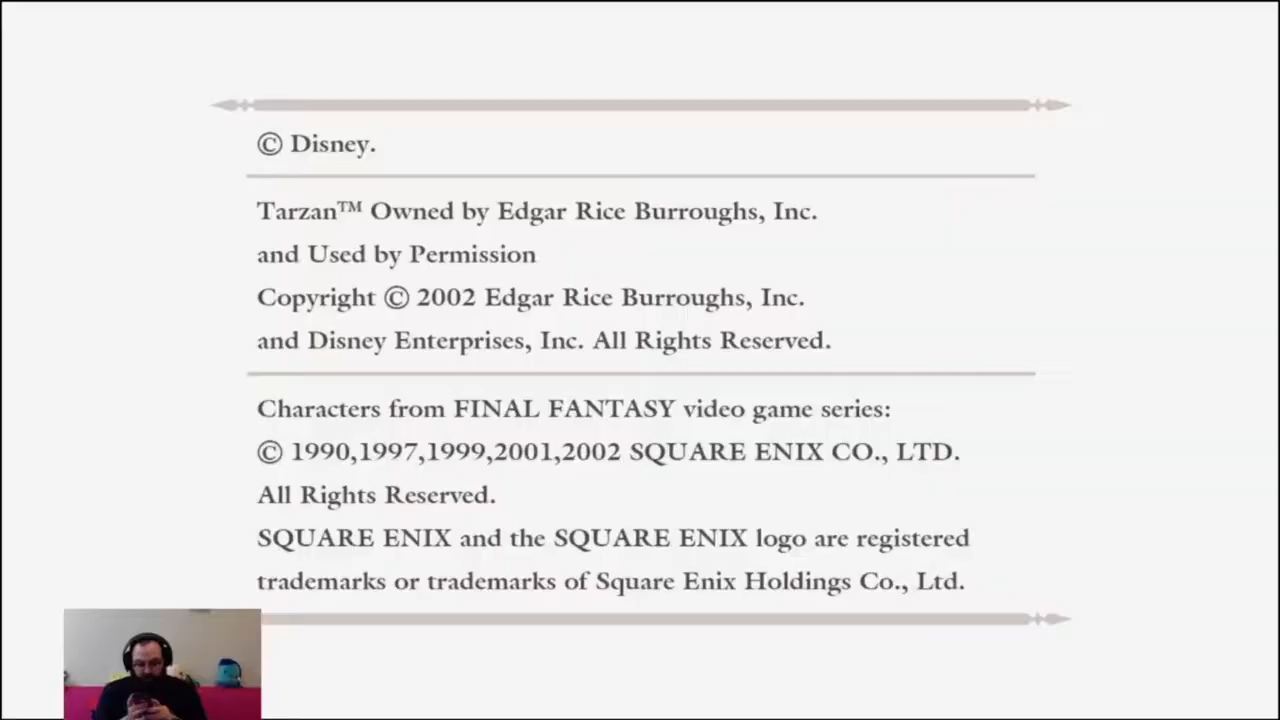 © Disney.
Tarzan™ Owned by Edgar Rice Burroughs, Inc.
and Used by Permission
Copyright © 2002 Edgar Rice Burroughs, Inc.
and Disney Enterprises, Inc. All Rights Reserved.
Characters from FINAL FANTASY video game series:
© 1990,1997,1999,2001,2002 SQUARE ENIX CO., LTD.
All Rights Reserved.
SQUARE ENIX and the SQUARE ENIX logo are registered
trademarks or trademarks of Square Enix Holdings Co., Ltd.